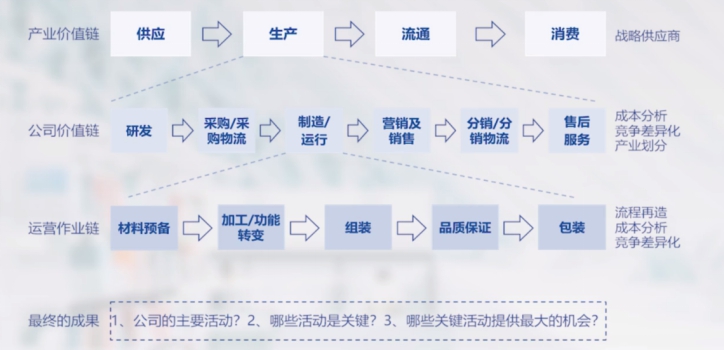 产业价值链 供应 生产 流通 消费 战略供应商
公司价值链 研发 采购/采购物流 制造/运行 营销及销售 分销/分销物流 售后服务 成本分析 竞争差异化 产业划分
运营作业链 材料预备 加工/功能转变 组装 品质保证 包装 流程再造 成本分析 竞争差异化
最终的成果 1、公司的主要活动？2、哪些活动是关键？3、哪些关键活动提供最大的机会？